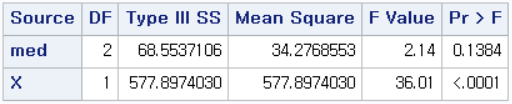 Source DF Type III SS Mean Square F Value Pr > F
med 2 68.5537106 34.2768553 2.14 0.1384
X 1 577.8974030 577.8974030 36.01 <.0001